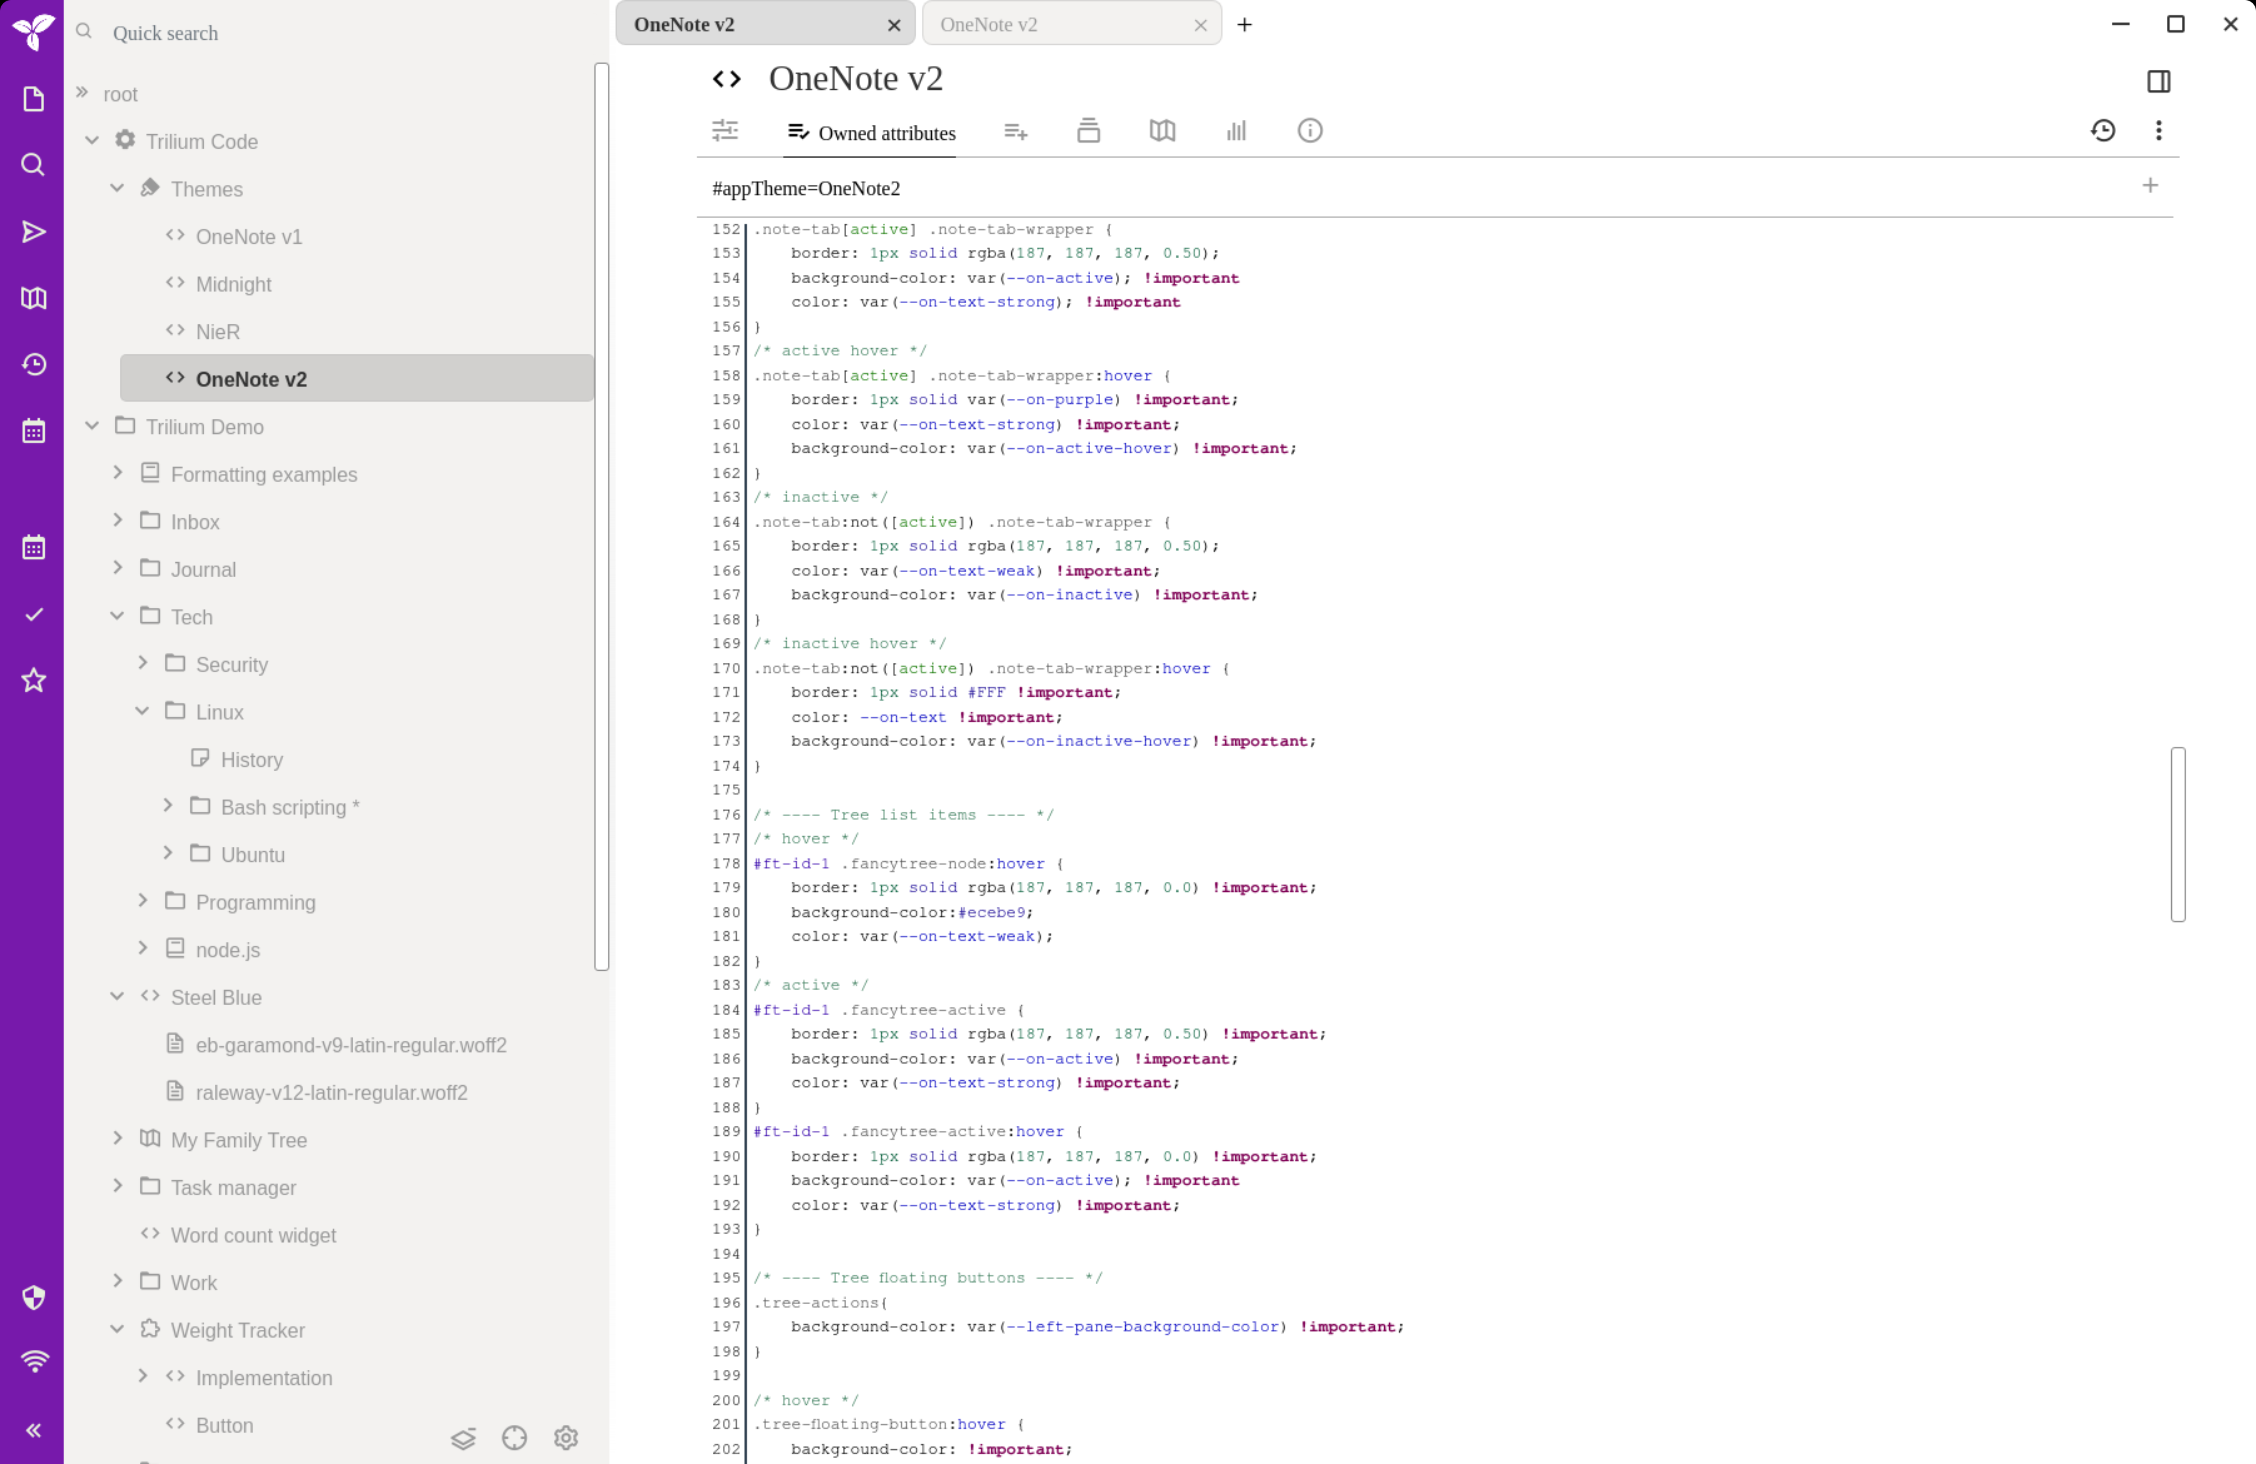 Quick search
root
Trilium Code
Themes
OneNote v1
Midnight
NieR
OneNote v2
Trilium Demo
Formatting examples
Inbox
Journal
Tech
Security
Linux
History
Bash scripting *
Ubuntu
Programming
node.js
Steel Blue
eb-garamond-v9-latin-regular.woff2
raleway-v12-latin-regular.woff2
My Family Tree
Task manager
Word count widget
Work
Weight Tracker
Implementation
Button
OneNote v2
OneNote v2
OneNote v2
Owned attributes
#appTheme=OneNote2
152 .note-tab[active] .note-tab-wrapper {
153 border: 1px solid rgba(187, 187, 187, 0.50);
154 background-color: var(--on-active); !important
155 color: var(--on-text-strong); !important
156 }
157 /* active hover */
158 .note-tab[active] .note-tab-wrapper:hover {
159 border: 1px solid var(--on-purple) !important;
160 color: var(--on-text-strong) !important;
161 background-color: var(--on-active-hover) !important;
162 }
163 /* inactive */
164 .note-tab:not([active]) .note-tab-wrapper {
165 border: 1px solid rgba(187, 187, 187, 0.50);
166 color: var(--on-text-weak) !important;
167 background-color: var(--on-inactive) !important;
168 }
169 /* inactive hover */
170 .note-tab:not([active]) .note-tab-wrapper:hover {
171 border: 1px solid #FFF !important;
172 color: --on-text !important;
173 background-color: var(--on-inactive-hover) !important;
174 }
175
176 /* ---- Tree list items ---- */
177 /* hover */
178 #ft-id-1 .fancytree-node:hover {
179 border: 1px solid rgba(187, 187, 187, 0.0) !important;
180 background-color:#ecebe9;
181 color: var(--on-text-weak);
182 }
183 /* active */
184 #ft-id-1 .fancytree-active {
185 border: 1px solid rgba(187, 187, 187, 0.50) !important;
186 background-color: var(--on-active) !important;
187 color: var(--on-text-strong) !important;
188 }
189 #ft-id-1 .fancytree-active:hover {
190 border: 1px solid rgba(187, 187, 187, 0.0) !important;
191 background-color: var(--on-active); !important
192 color: var(--on-text-strong) !important;
193 }
194
195 /* ---- Tree floating buttons ---- */
196 .tree-actions{
197 background-color: var(--left-pane-background-color) !important;
198 }
199
200 /* hover */
201 .tree-floating-button:hover {
202 background-color: !important;